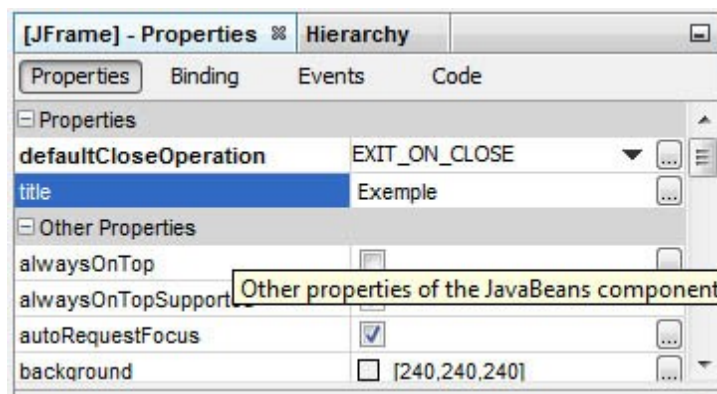 [JFrame] - Properties Hierarchy
Properties Binding Events Code
Properties
defaultCloseOperation EXIT_ON_CLOSE ...
title Exemple ...
Other Properties
alwaysOnTop ...
Other properties of the JavaBeans component
autoRequestFocus ...
background [240,240,240] ...